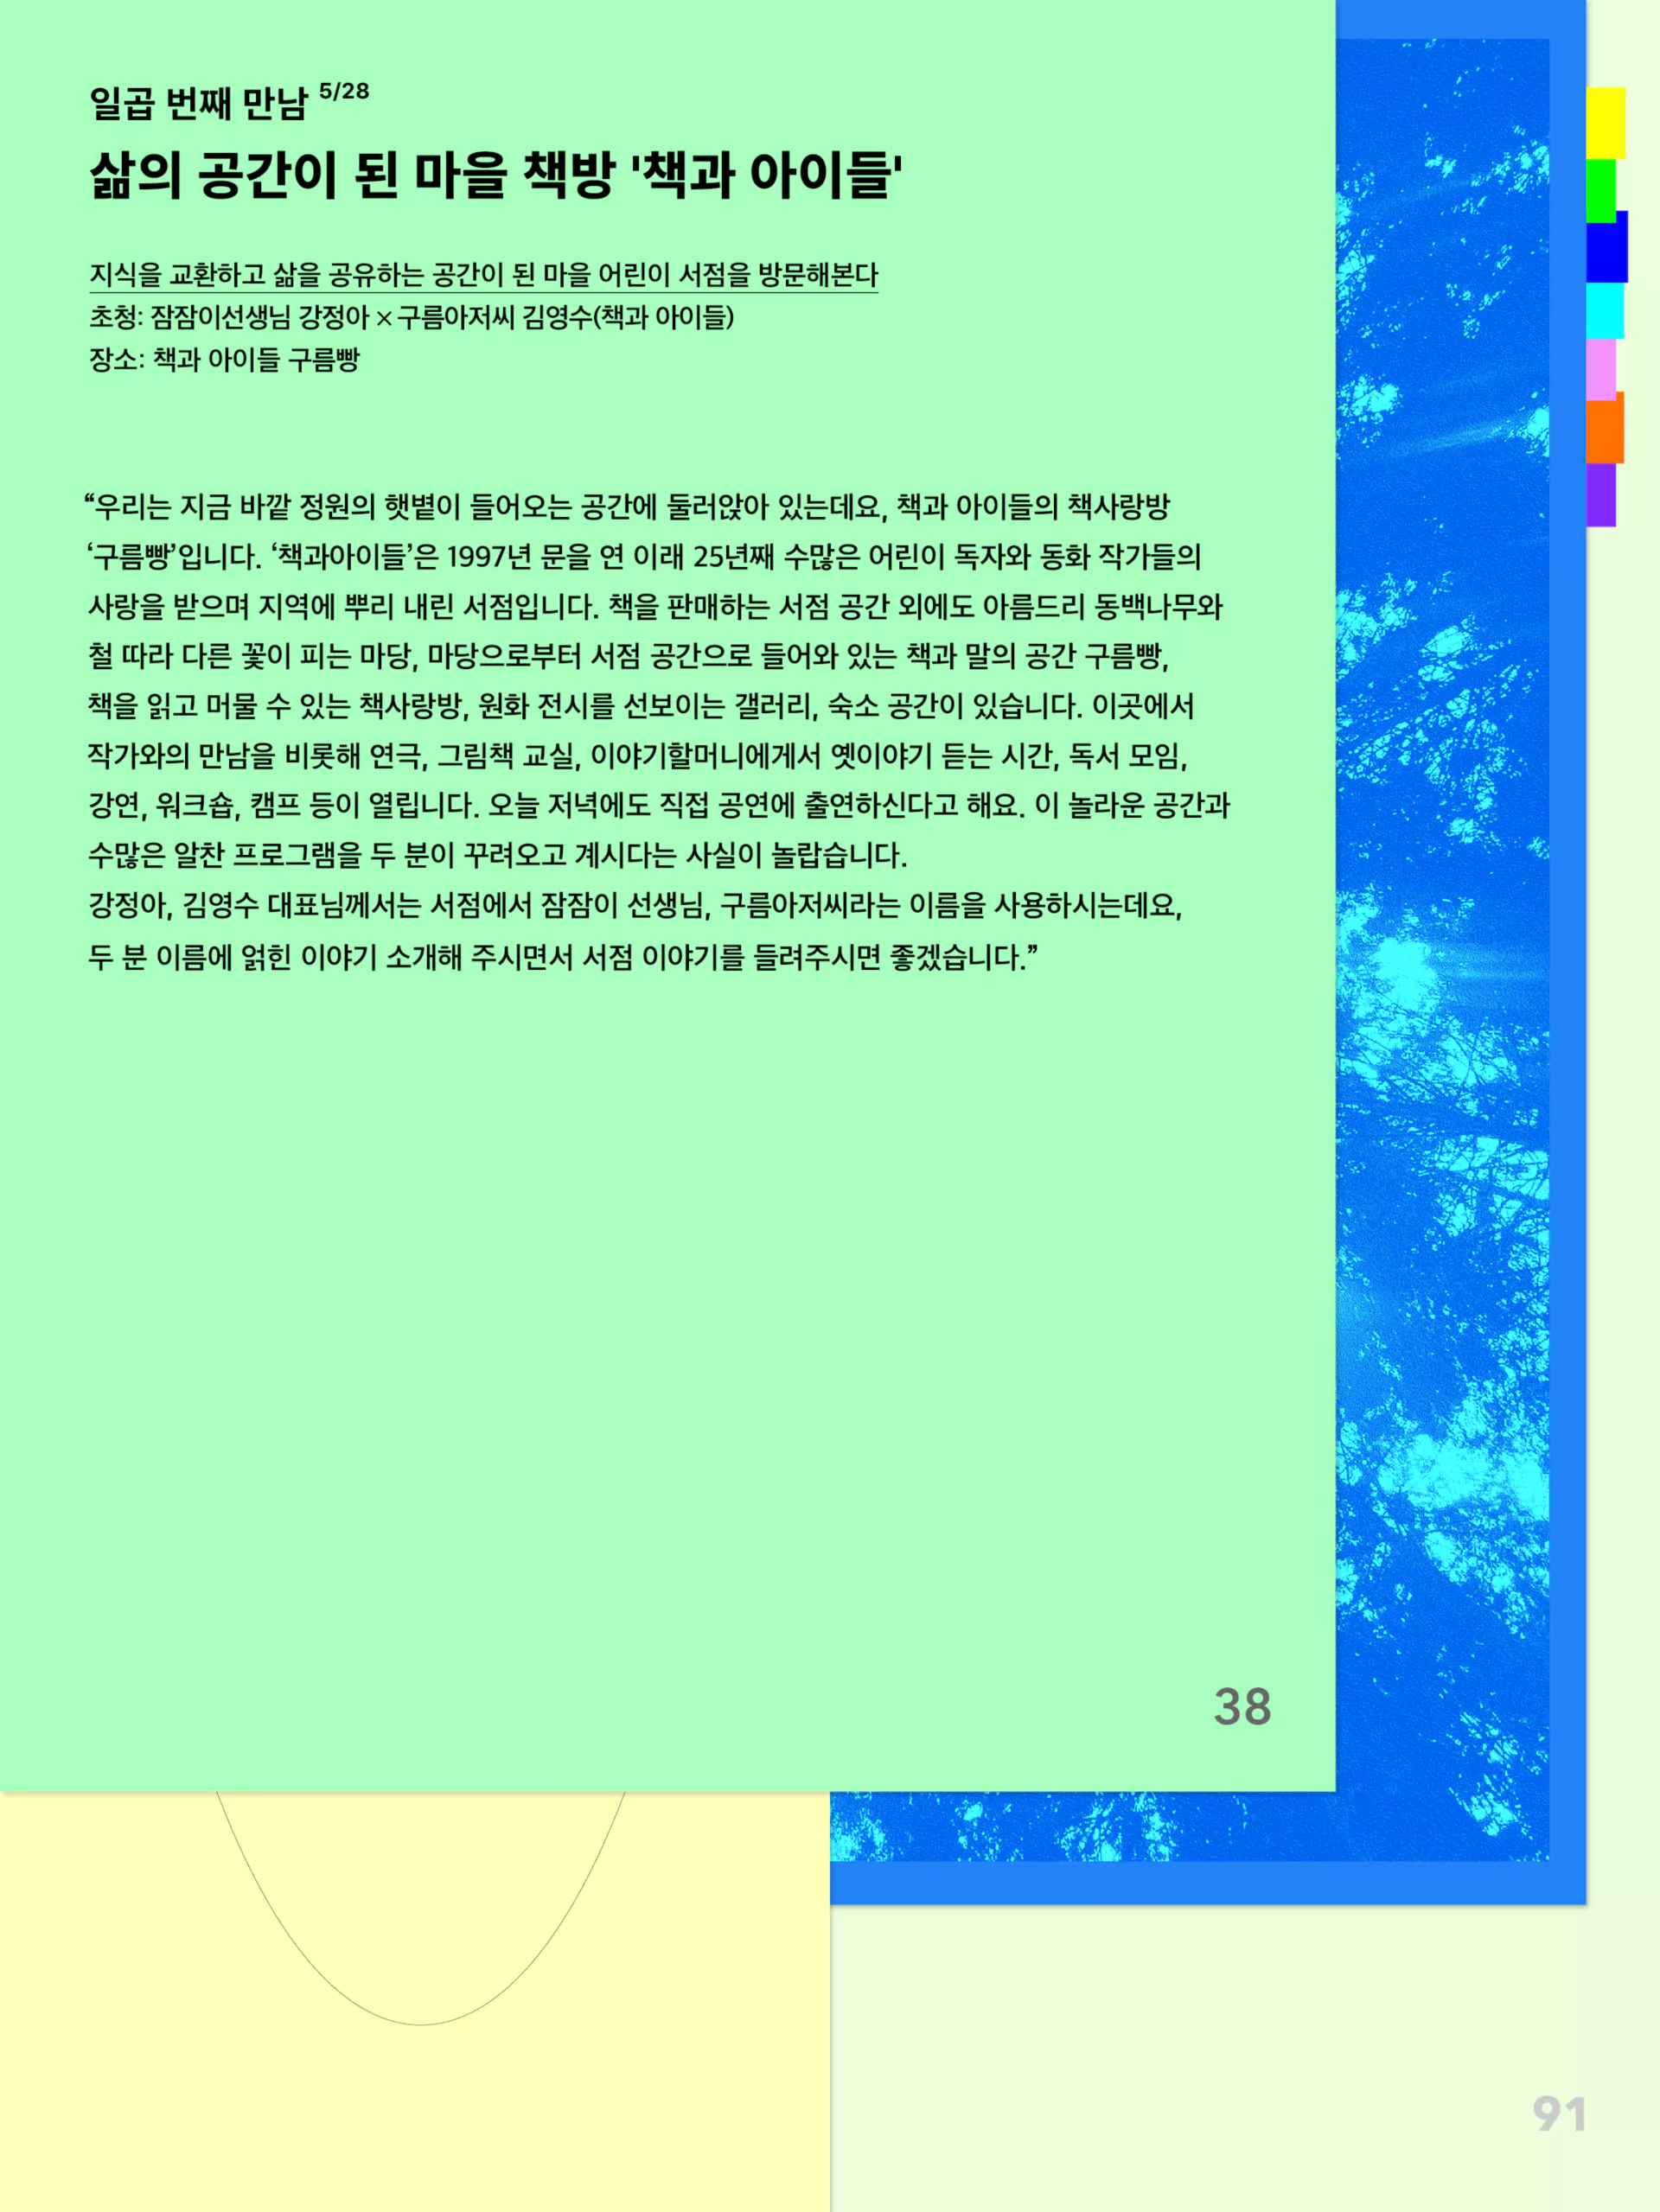 일곱 번째 만남 5/28
삶의 공간이 된 마을 책방 '책과 아이들'
지식을 교환하고 삶을 공유하는 공간이 된 마을 어린이 서점을 방문해본다
초청: 잠잠이선생님 강정아 × 구름아저씨 김영수(책과 아이들)
장소: 책과 아이들 구름빵
“우리는 지금 바깥 정원의 햇볕이 들어오는 공간에 둘러앉아 있는데요, 책과 아이들의 책사랑방
‘구름빵’입니다. ‘책과아이들’은 1997년 문을 연 이래 25년째 수많은 어린이 독자와 동화 작가들의
사랑을 받으며 지역에 뿌리 내린 서점입니다. 책을 판매하는 서점 공간 외에도 아름드리 동백나무와
철 따라 다른 꽃이 피는 마당, 마당으로부터 서점 공간으로 들어와 있는 책과 말의 공간 구름빵,
책을 읽고 머물 수 있는 책사랑방, 원화 전시를 선보이는 갤러리, 숙소 공간이 있습니다. 이곳에서
작가와의 만남을 비롯해 연극, 그림책 교실, 이야기할머니에게서 옛이야기 듣는 시간, 독서 모임,
강연, 워크숍, 캠프 등이 열립니다. 오늘 저녁에도 직접 공연에 출연하신다고 해요. 이 놀라운 공간과
수많은 알찬 프로그램을 두 분이 꾸려오고 계시다는 사실이 놀랍습니다.
강정아, 김영수 대표님께서는 서점에서 잠잠이 선생님, 구름아저씨라는 이름을 사용하시는데요,
두 분 이름에 얽힌 이야기 소개해 주시면서 서점 이야기를 들려주시면 좋겠습니다.”
38
91